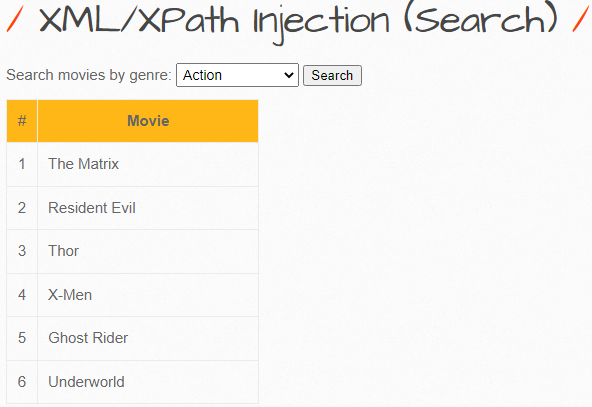 / XML/XPath Injection (Search) /
Search movies by genre: Action Search
# Movie
1 The Matrix
2 Resident Evil
3 Thor
4 X-Men
5 Ghost Rider
6 Underworld